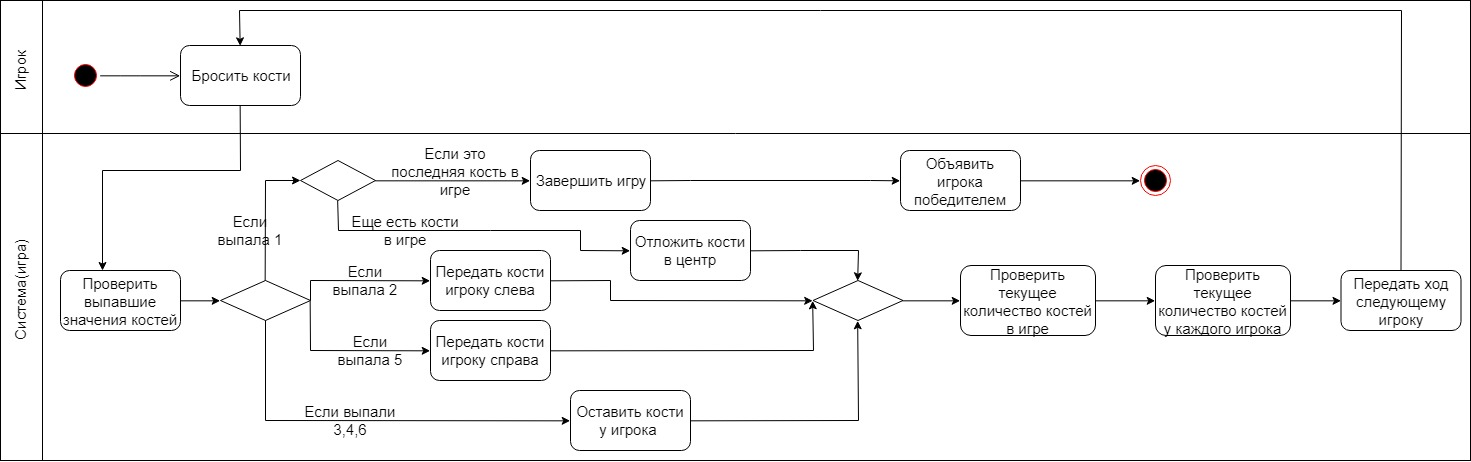 Игрок
Бросить кости
Система(игра)
Проверить
выпавшие
значения костей
Если
выпала 1
Если это
последняя кость в
игре
Завершить игру
Объявить
игрока
победителем
Еще есть кости
в игре
Отложить кости
в центр
Если
выпала 2
Передать кости
игроку слева
Если
выпала 5
Передать кости
игроку справа
Если выпали
3,4,6
Оставить кости
у игрока
Проверить
текущее
количество костей
в игре
Проверить
текущее
количество костей
у каждого игрока
Передать ход
следующему
игроку